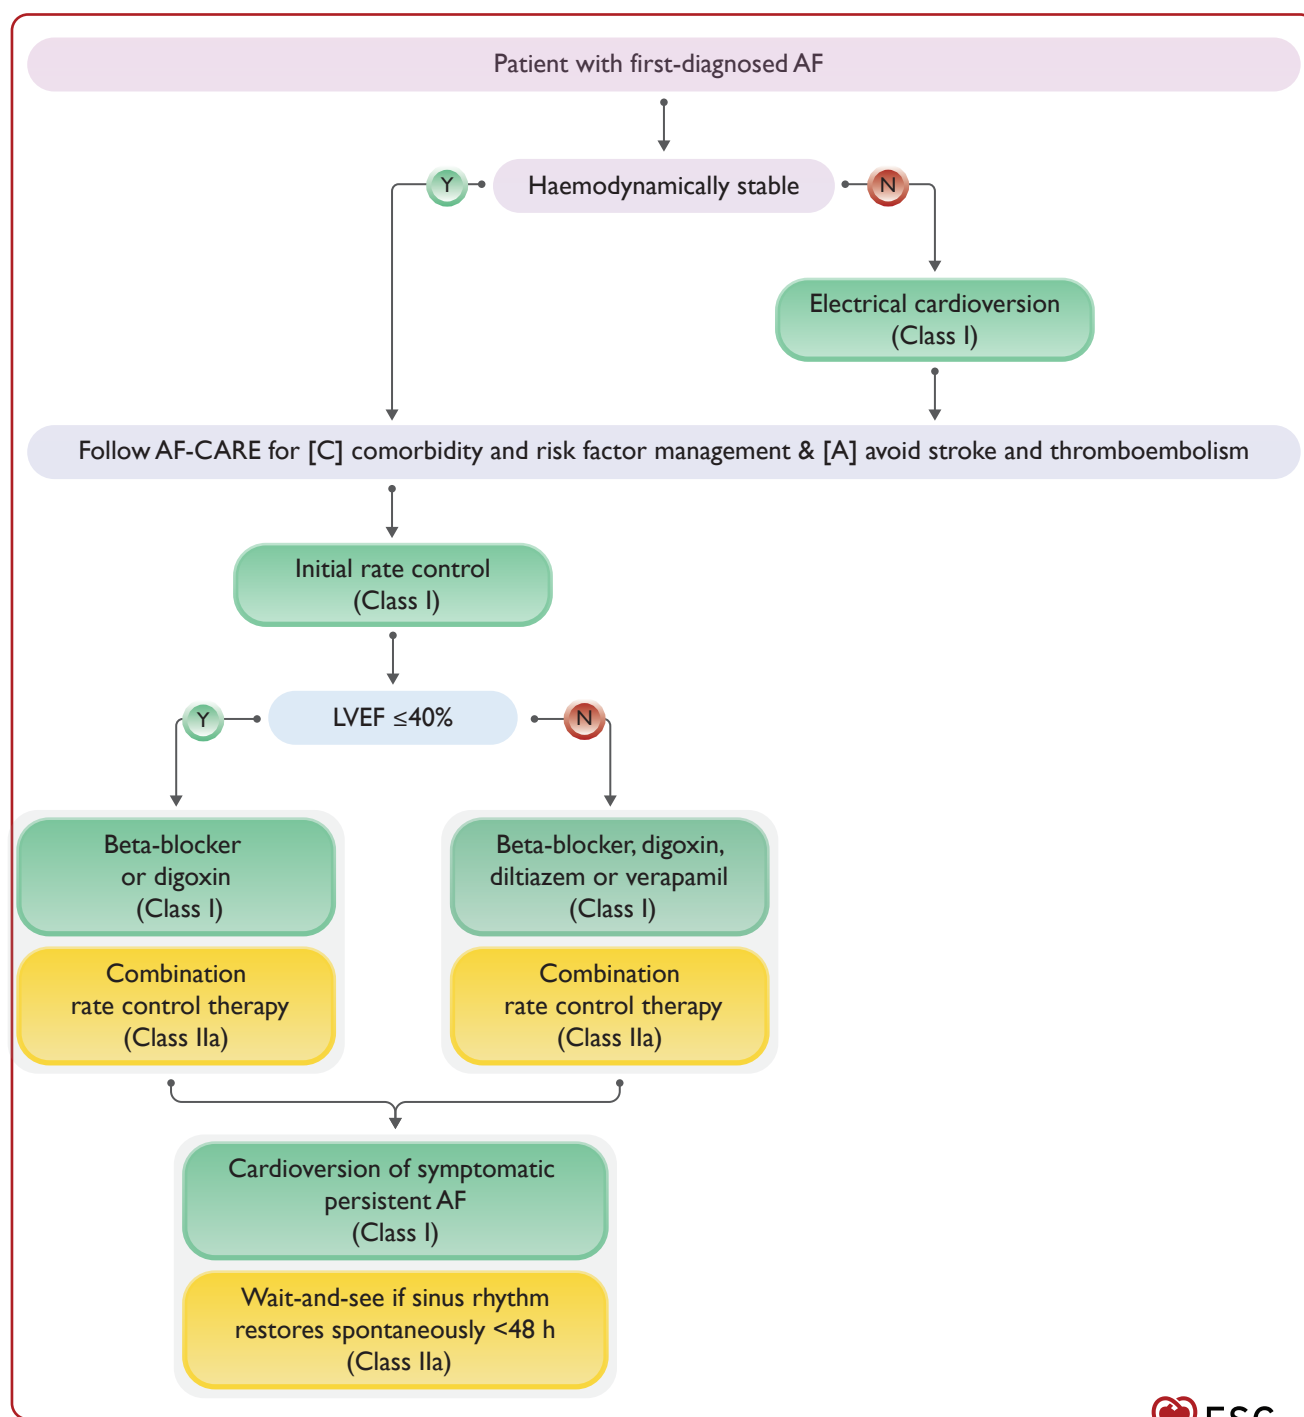 Patient with first-diagnosed AF
Y
Haemodynamically stable
N
Electrical cardioversion
(Class I)
Follow AF-CARE for [C] comorbidity and risk factor management & [A] avoid stroke and thromboembolism
Initial rate control
(Class I)
Y
LVEF ≤40%
N
Beta-blocker
or digoxin
(Class I)
Combination
rate control therapy
(Class IIa)
Beta-blocker, digoxin,
diltiazem or verapamil
(Class I)
Combination
rate control therapy
(Class IIa)
Cardioversion of symptomatic
persistent AF
(Class I)
Wait-and-see if sinus rhythm
restores spontaneously <48 h
(Class IIa)
ESC